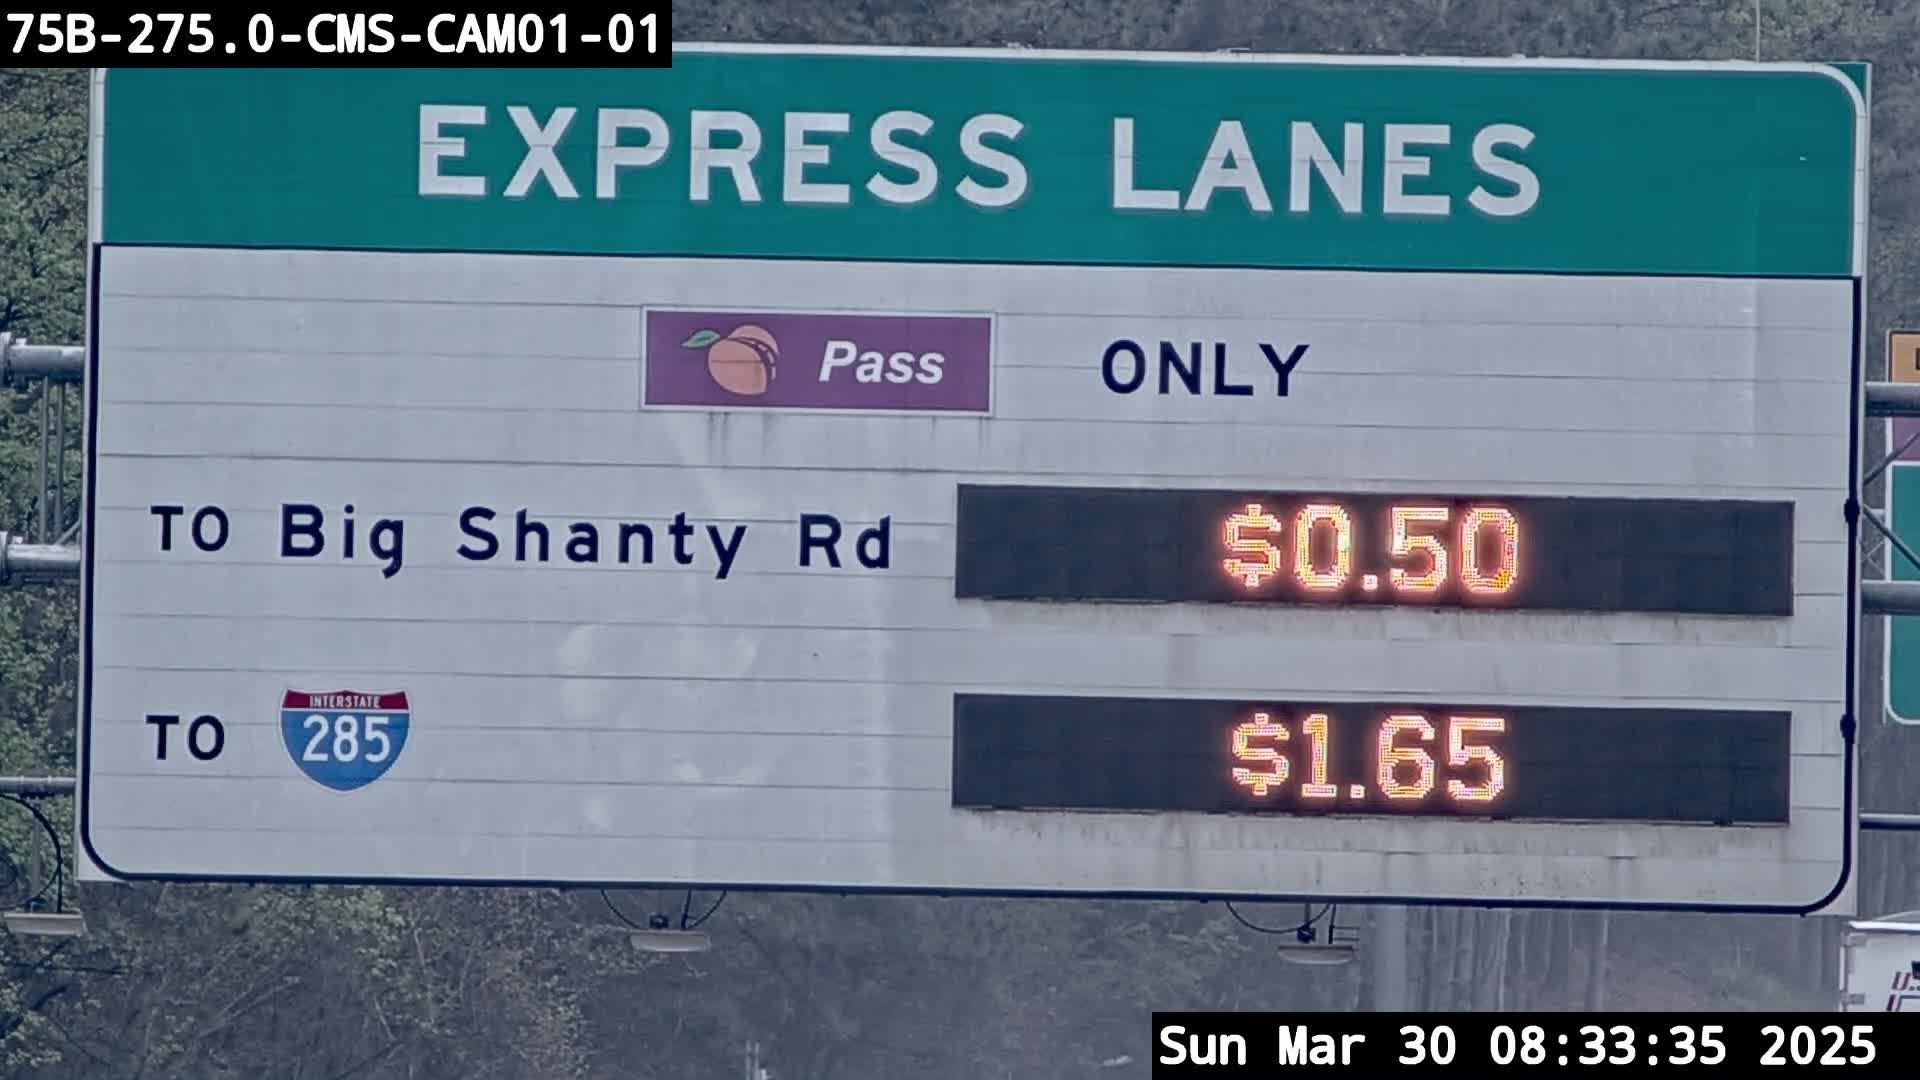 75B-275.0-CMS-CAM01-01
EXPRESS LANES
Pass ONLY
TO Big Shanty Rd $0.50
TO INTERSTATE 285 $1.65
Sun Mar 30 08:33:35 2025